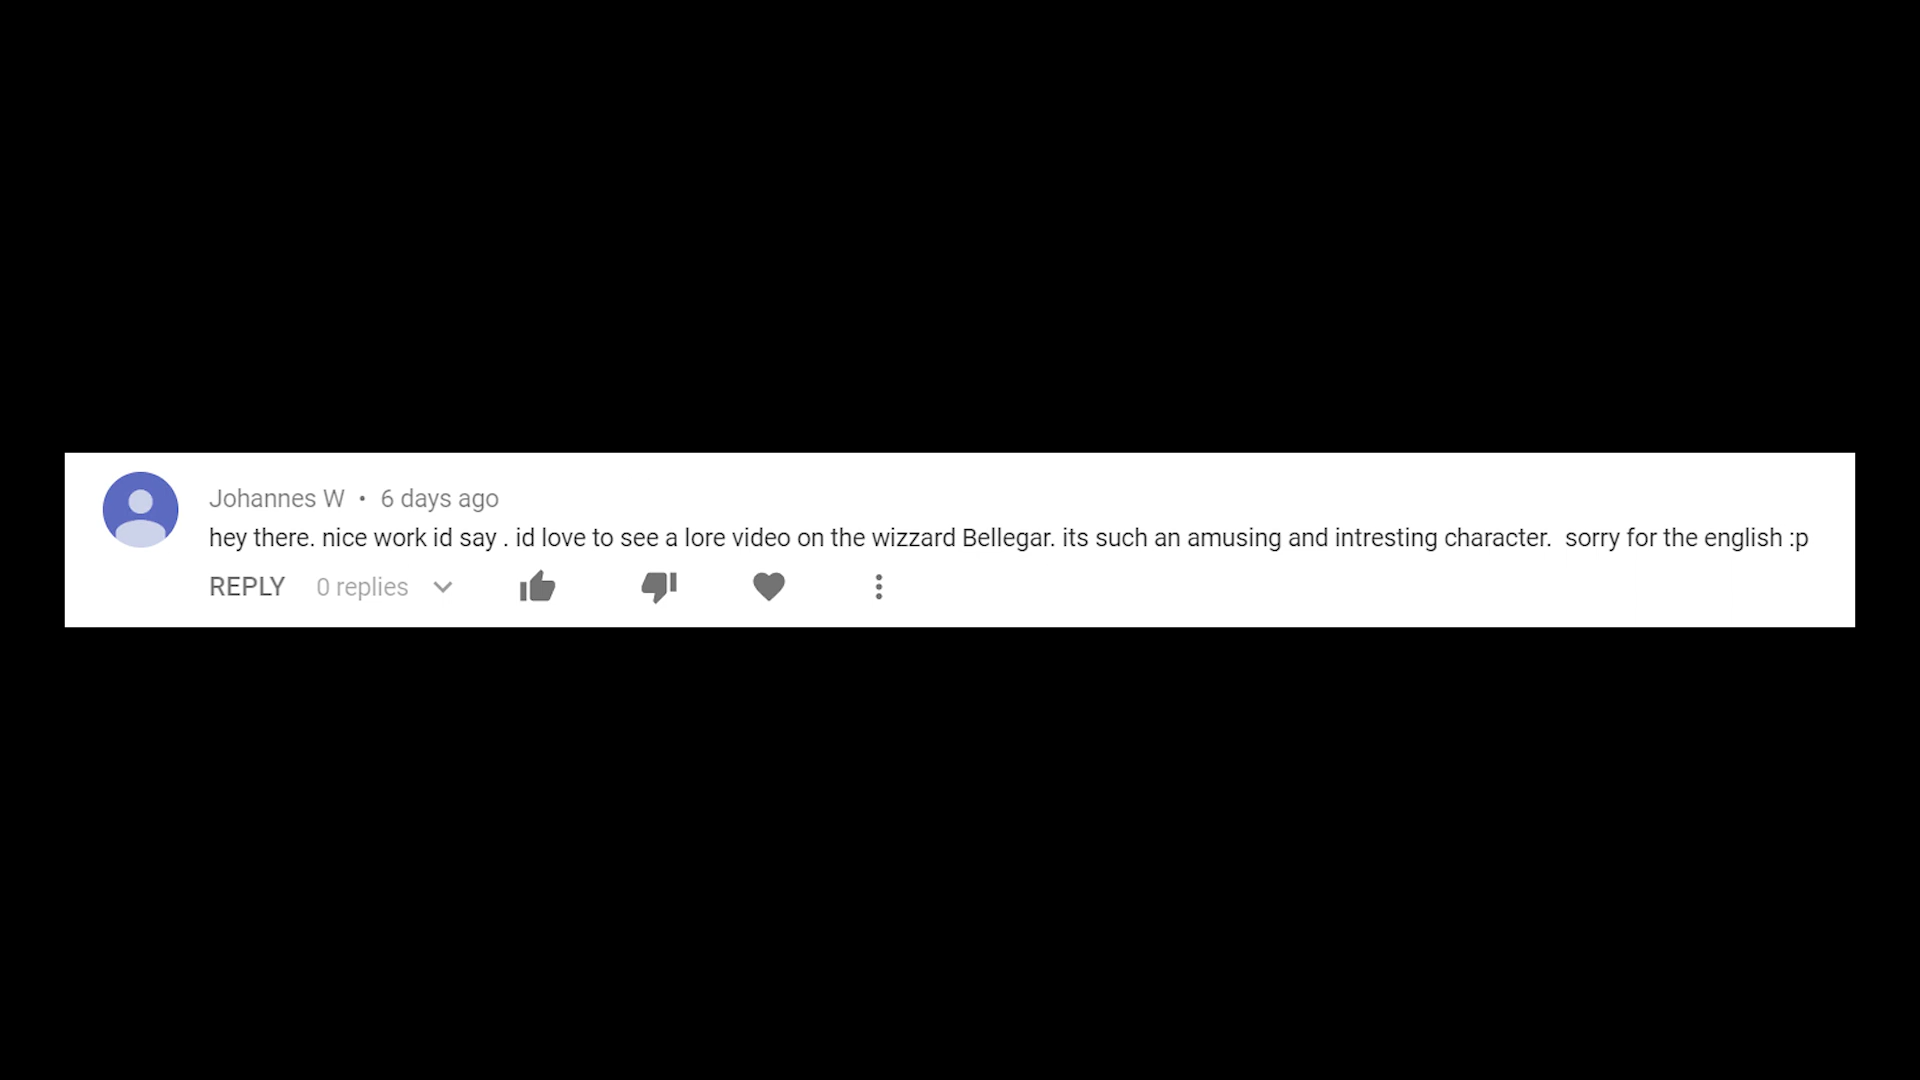 Johannes W • 6 days ago
hey there. nice work id say . id love to see a lore video on the wizzard Bellegar. its such an amusing and intresting character.  sorry for the english :p
REPLY 0 replies